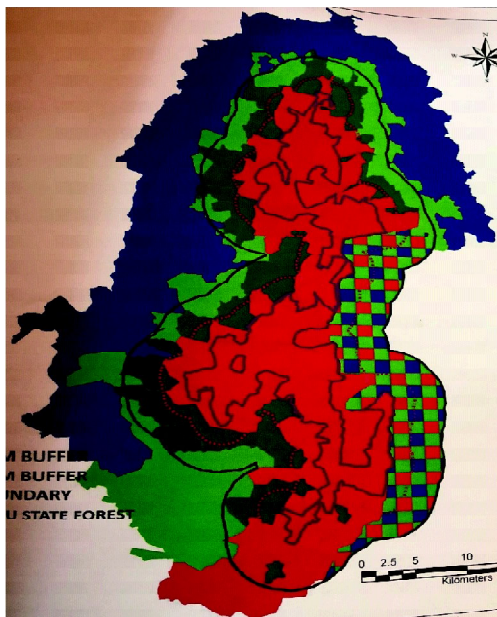 N
W
S
M BUFFER
M BUFFER
UNDARY
U STATE FOREST
0 2.5 5 10
Kilometers